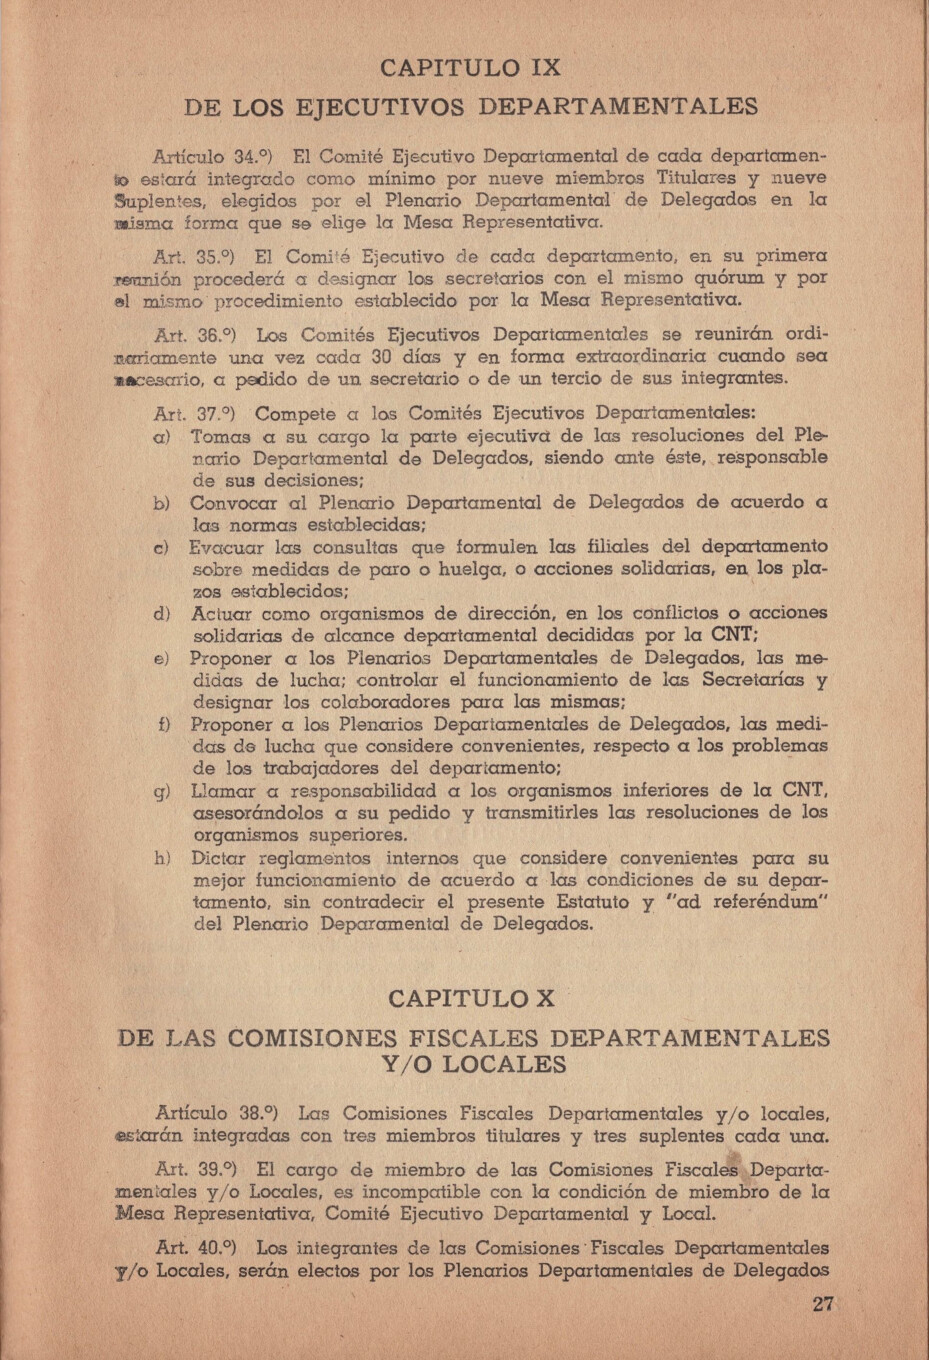 CAPITULO IX
DE LOS EJECUTIVOS DEPARTAMENTALES
Artículo 34.º) El Comité Ejecutivo Departamental de cada departamen-
to estará integrado como mínimo por nueve miembros Titulares y nueve
Suplentes, elegidos por el Plenario Departamental de Delegados en la
misma forma que se elige la Mesa Representativa.
Art. 35.º) El Comité Ejecutivo de cada departamento, en su primera
reunión procederá a designar los secretarios con el mismo quórum y por
el mismo procedimiento establecido por la Mesa Representativa.
Art. 36.º) Los Comités Ejecutivos Departamentales se reunirán ordi-
nariamente una vez cada 30 días y en forma extraordinaria cuando sea
necesario, a pedido de un secretario o de un tercio de sus integrantes.
Art. 37.º) Compete a los Comités Ejecutivos Departamentales:
a) Tomas a su cargo la parte ejecutiva de las resoluciones del Ple-
nario Departamental de Delegados, siendo ante éste, responsable
de sus decisiones;
b) Convocar al Plenario Departamental de Delegados de acuerdo a
las normas establecidas;
c) Evacuar las consultas que formulen las filiales del departamento
sobre medidas de paro o huelga, o acciones solidarias, en los pla-
zos establecidos;
d) Actuar como organismos de dirección, en los conflictos o acciones
solidarias de alcance departamental decididas por la CNT;
e) Proponer a los Plenarios Departamentales de Delegados, las me-
didas de lucha; controlar el funcionamiento de las Secretarías y
designar los colaboradores para las mismas;
f) Proponer a los Plenarios Departamentales de Delegados, las medi-
das de lucha que considere convenientes, respecto a los problemas
de los trabajadores del departamento;
g) Llamar a responsabilidad a los organismos inferiores de la CNT,
asesorándolos a su pedido y transmitirles las resoluciones de los
organismos superiores.
h) Dictar reglamentos internos que considere convenientes para su
mejor funcionamiento de acuerdo a las condiciones de su depar-
tamento, sin contradecir el presente Estatuto y "ad referéndum"
del Plenario Deparamental de Delegados.
CAPITULO X
DE LAS COMISIONES FISCALES DEPARTAMENTALES
Y/O LOCALES
Artículo 38.º) Las Comisiones Fiscales Departamentales y/o locales,
estarán integradas con tres miembros titulares y tres suplentes cada una.
Art. 39.º) El cargo de miembro de las Comisiones Fiscales Departa-
mentales y/o Locales, es incompatible con la condición de miembro de la
Mesa Representativa, Comité Ejecutivo Departamental y Local.
Art. 40.º) Los integrantes de las Comisiones Fiscales Departamentales
y/o Locales, serán electos por los Plenarios Departamentales de Delegados
27